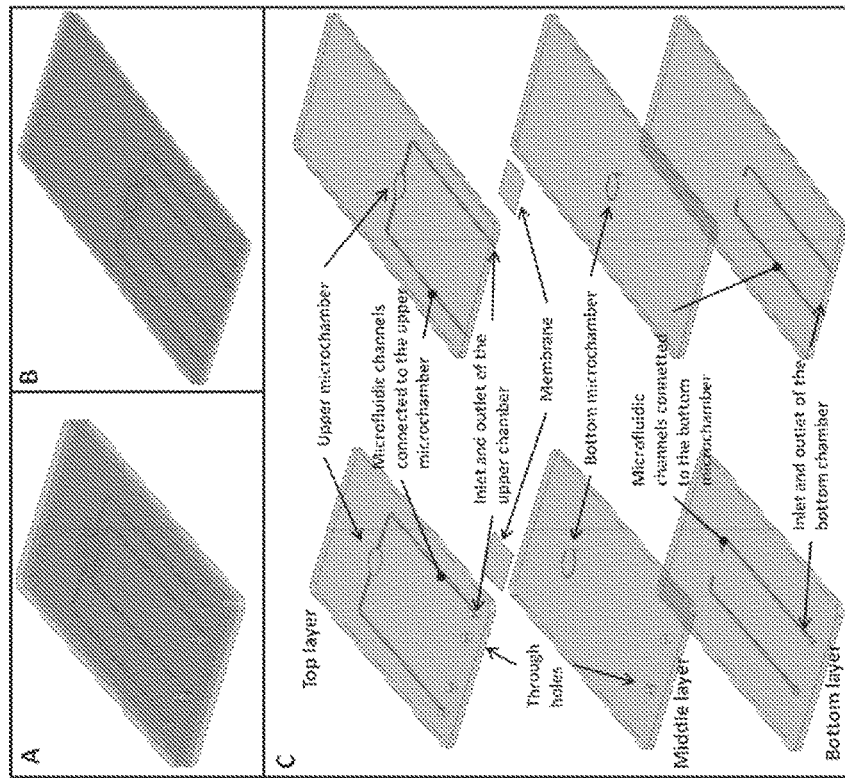 A
B
C
Top layer
Upper microchamber
Microfluidic channels
connected to the upper
microchamber
Inlet and outlet of the
upper chamber
Through
holes
Membrane
Bottom microchamber
Middle layer
Microfluidic
channels connetted
to the bottom
microchamber
Inlet and outlet of the
bottom chamber
Bottom layer